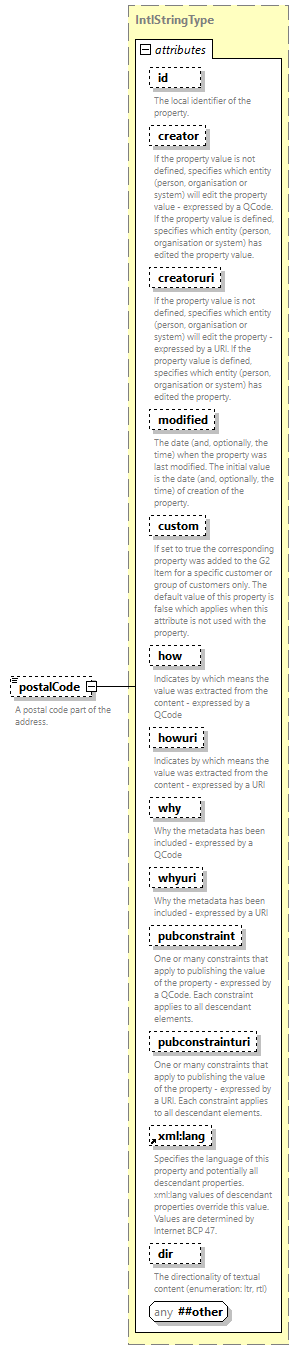 IntlStringType
attributes
id
The local identifier of the
property.
creator
If the property value is not
defined, specifies which entity
(person, organisation or
system) will edit the property
value - expressed by a QCode.
If the property value is defined,
specifies which entity (person,
organisation or system) has
edited the property value.
creatoruri
If the property value is not
defined, specifies which entity
(person, organisation or
system) will edit the property -
expressed by a URI. If the
property value is defined,
specifies which entity (person,
organisation or system) has
edited the property.
modified
The date (and, optionally, the
time) when the property was
last modified. The initial value
is the date (and, optionally, the
time) of creation of the
property.
custom
If set to true the corresponding
property was added to the G2
Item for a specific customer or
group of customers only. The
default value of this property is
false which applies when this
attribute is not used with the
property.
how
Indicates by which means the
value was extracted from the
content - expressed by a
QCode
postalCode
A postal code part of the
address.
howuri
Indicates by which means the
value was extracted from the
content - expressed by a URI
why
Why the metadata has been
included - expressed by a
QCode
whyuri
Why the metadata has been
included - expressed by a URI
pubconstraint
One or many constraints that
apply to publishing the value
of the property - expressed by
a QCode. Each constraint
applies to all descendant
elements.
pubconstrainturi
One or many constraints that
apply to publishing the value
of the property - expressed by
a URI. Each constraint applies
to all descendant elements.
xml:lang
Specifies the language of this
property and potentially all
descendant properties.
xml:lang values of descendant
properties override this value.
Values are determined by
Internet BCP 47.
dir
The directionality of textual
content (enumeration: ltr, rtl)
any ##other